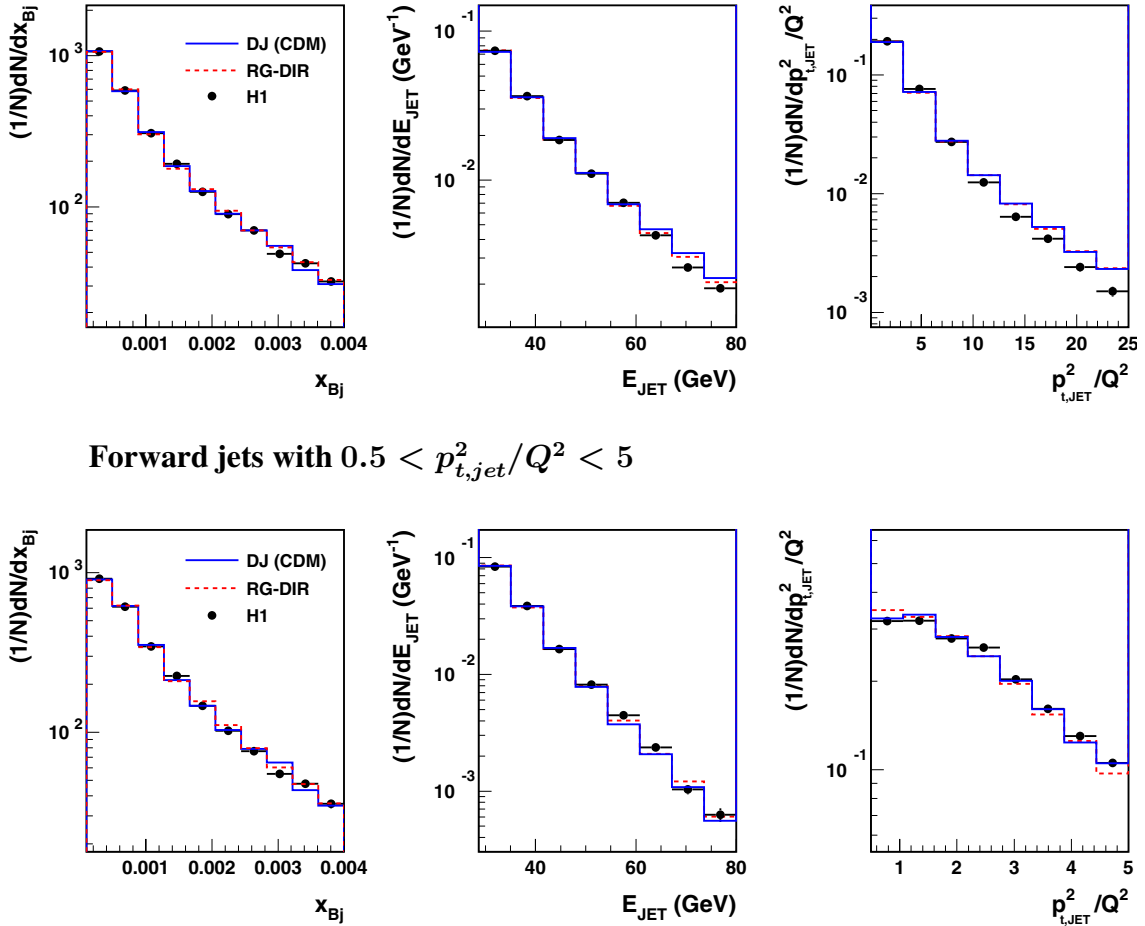 (1/N)dN/dx_Bj
10^3
10^2
DJ (CDM)
RG-DIR
H1
0.001 0.002 0.003 0.004
x_Bj
(1/N)dN/dE_JET (GeV^-1)
10^-1
10^-2
40 60 80
E_JET (GeV)
(1/N)dN/dp^2_t,JET/Q^2
10^-1
10^-2
10^-3
5 10 15 20 25
p^2_t,JET/Q^2
Forward jets with 0.5 < p^2_t,jet/Q^2 < 5
(1/N)dN/dx_Bj
10^3
10^2
DJ (CDM)
RG-DIR
H1
0.001 0.002 0.003 0.004
x_Bj
(1/N)dN/dE_JET (GeV^-1)
10^-1
10^-2
10^-3
40 60 80
E_JET (GeV)
(1/N)dN/dp^2_t,JET/Q^2
10^-1
1 2 3 4 5
p^2_t,JET/Q^2